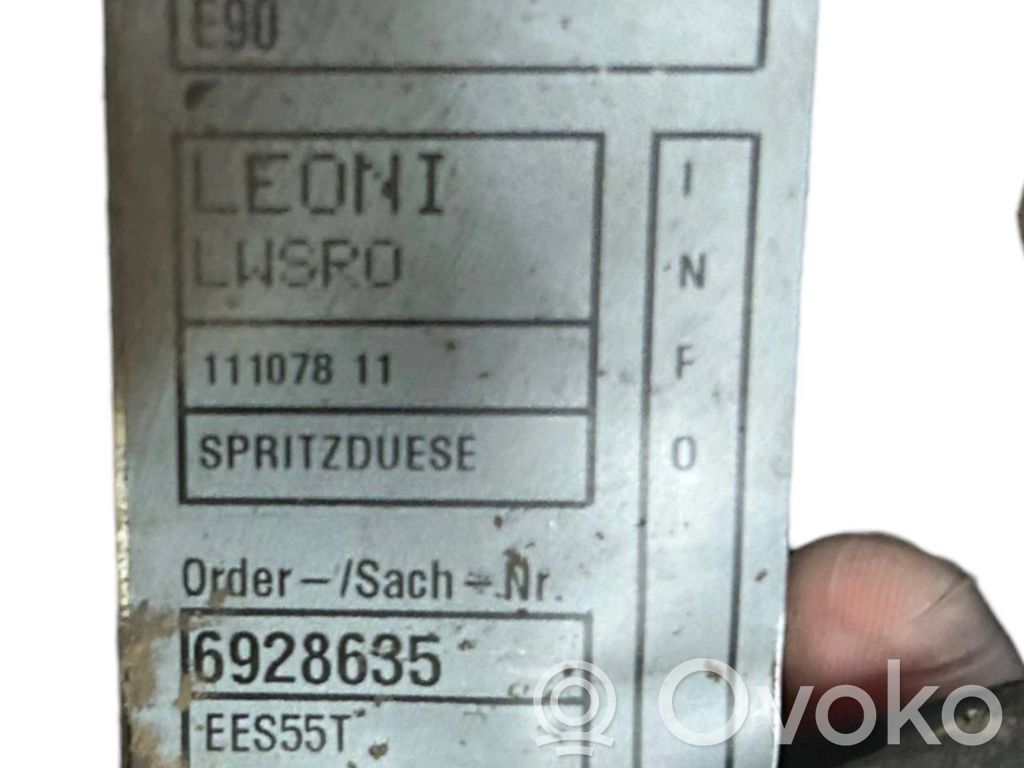 E90
LEONI
LWSRO
111078 11
SPRITZDUESE
I
N
F
O
Order-/Sach-Nr.
6928635
EES55T
Ovoko